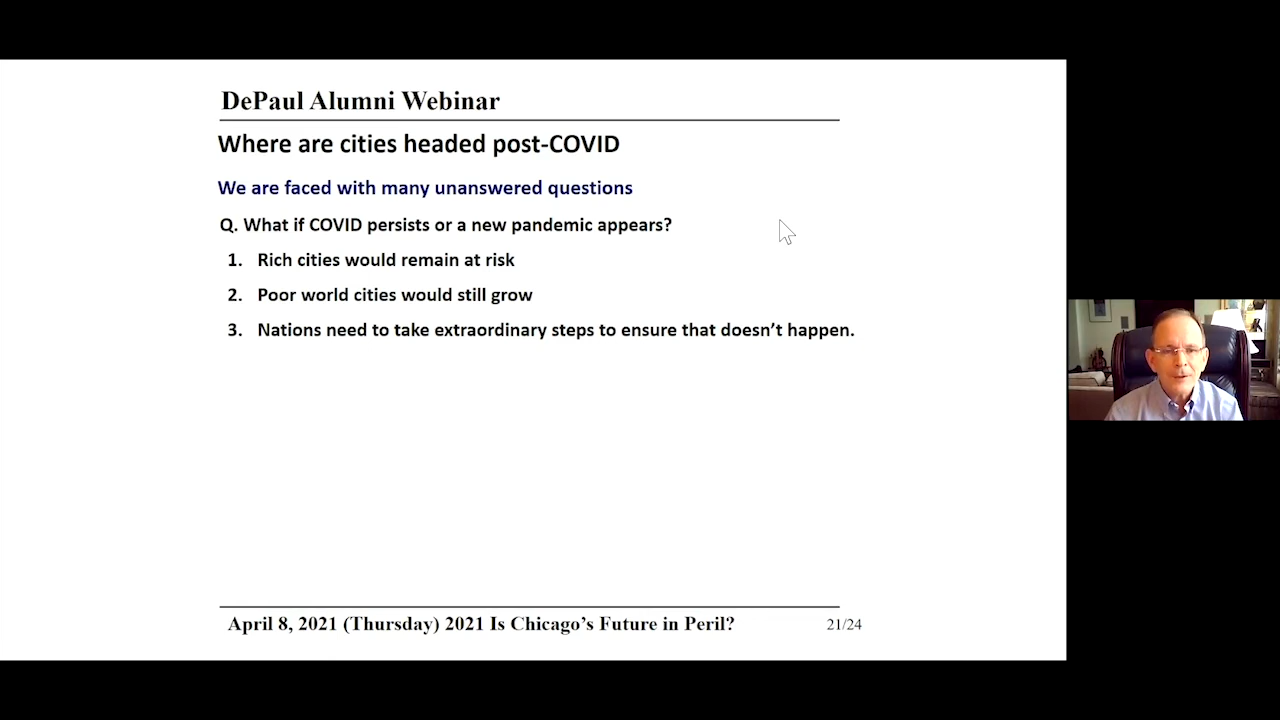 DePaul Alumni Webinar
Where are cities headed post-COVID
We are faced with many unanswered questions
Q. What if COVID persists or a new pandemic appears?
1. Rich cities would remain at risk
2. Poor world cities would still grow
3. Nations need to take extraordinary steps to ensure that doesn’t happen.
April 8, 2021 (Thursday) 2021 Is Chicago’s Future in Peril? 21/24